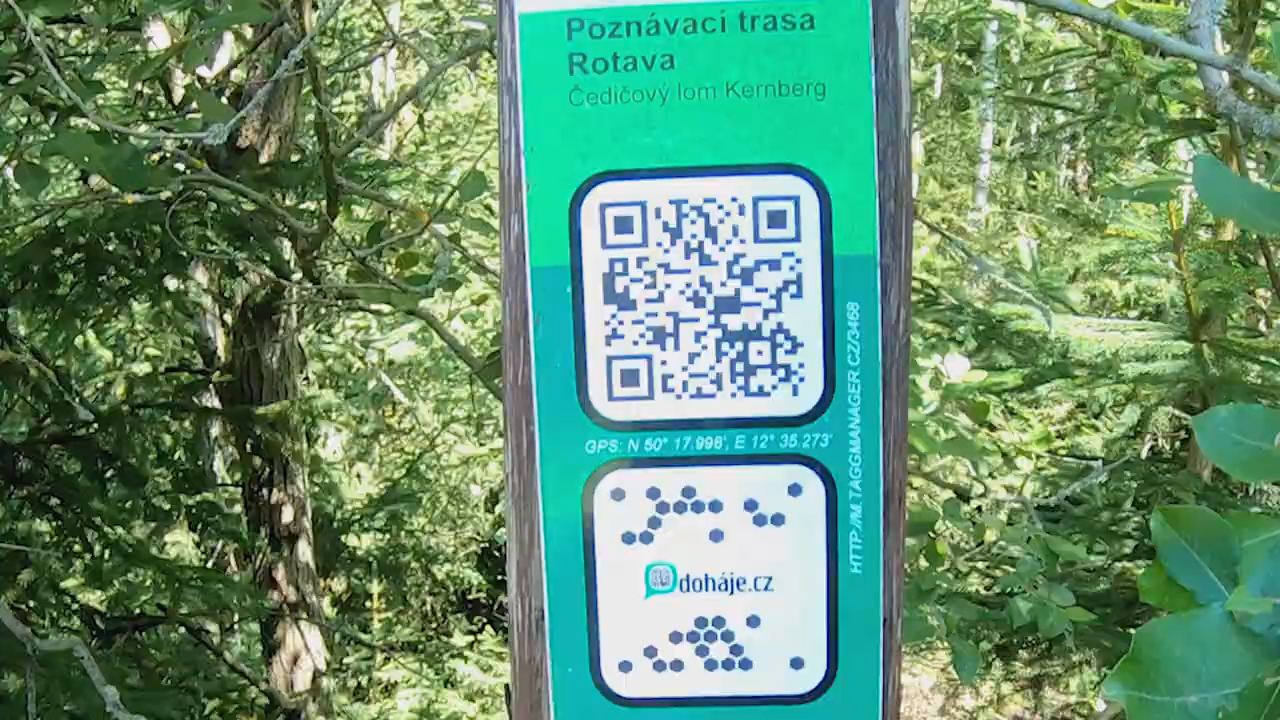 Poznávací trasa
Rotava
Čedičový lom Kernberg
GPS: N 50° 17.998', E 12° 35.273'
HTTP://M.TAGGMANAGER.CZ/3468
doháje.cz